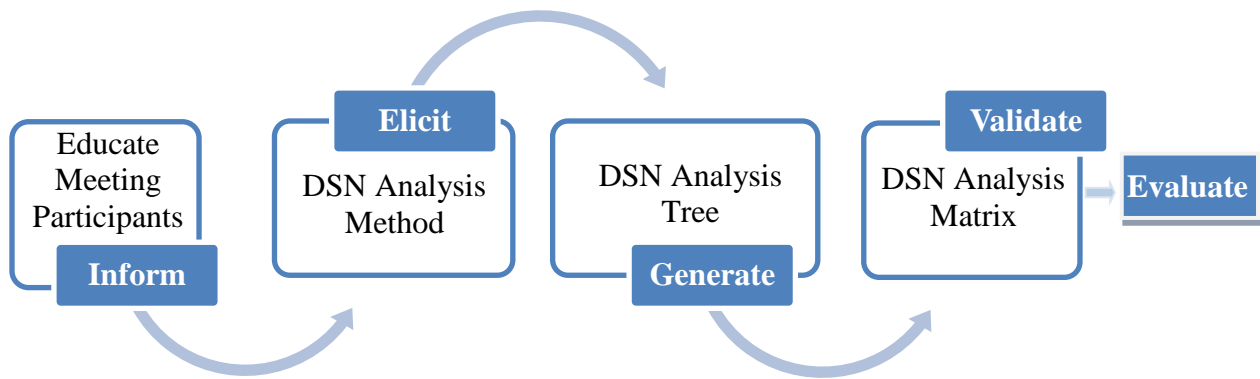 Educate
Meeting
Participants
Inform
Elicit
DSN Analysis
Method
DSN Analysis
Tree
Generate
Validate
DSN Analysis
Matrix
Evaluate